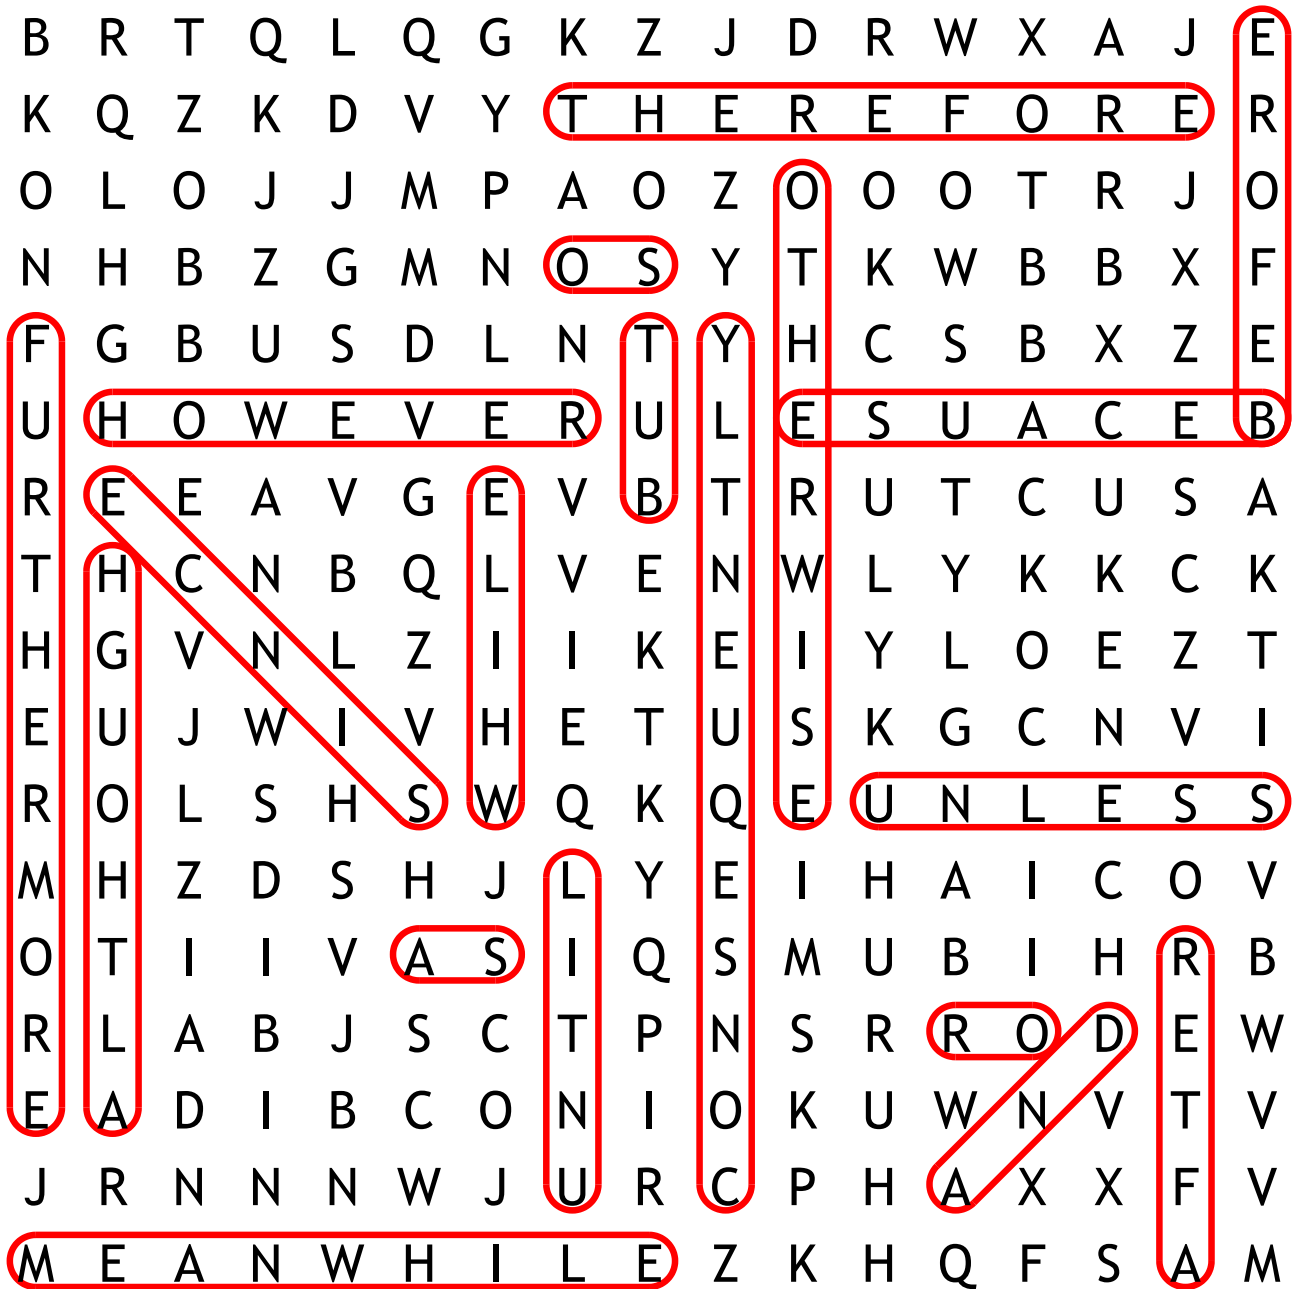 B R T Q L Q G K Z J D R W X A J E
K Q Z K D V Y T H E R E F O R E R
O L O J J M P A O Z O O O T R J O
N H B Z G M N O S Y T K W B B X F
F G B U S D L N T Y H C S B X Z E
U H O W E V E R U L E S U A C E B
R E E A V G E V B T R U T C U S A
T H C N B Q L V E N W L Y K K C K
H G V N L Z I I K E I Y L O E Z T
E U J W I V H E T U S K G C N V I
R O L S H S W Q K Q E U N L E S S
M H Z D S H J L Y E I H A I C O V
O T I I V A S I Q S M U B I H R B
R L A B J S C T P N S R R O D E W
E A D I B C O N I O K U W N V T V
J R N N N W J U R C P H A X X F V
M E A N W H I L E Z K H Q F S A M